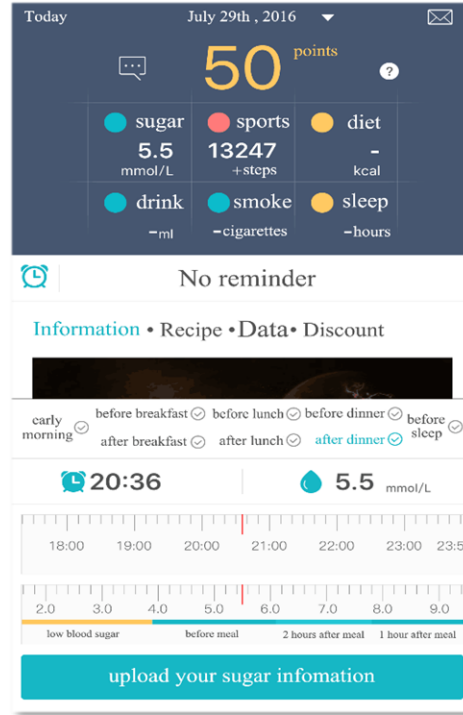 Today July 29th , 2016
50 points
?
sugar sports diet
5.5 13247 -
mmol/L +steps kcal
drink smoke sleep
-ml -cigarettes -hours
No reminder
Information • Recipe •Data• Discount
early morning before breakfast before lunch before dinner before sleep
after breakfast after lunch after dinner
20:36 5.5 mmol/L
18:00 19:00 20:00 21:00 22:00 23:00 23:5
2.0 3.0 4.0 5.0 6.0 7.0 8.0 9.0
low blood sugar before meal 2 hours after meal 1 hour after meal
upload your sugar infomation